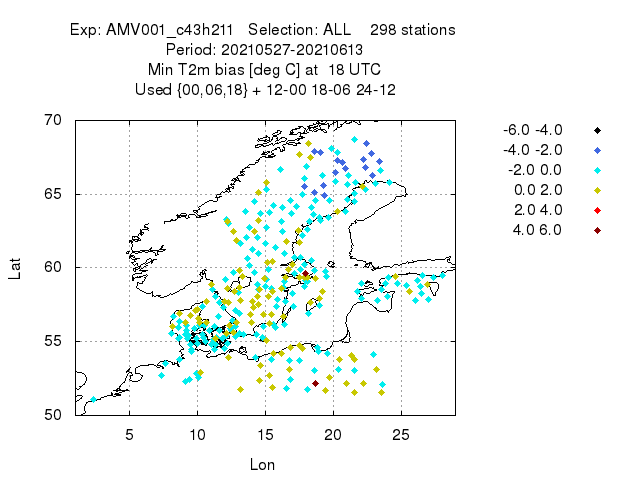 Exp: AMV001_c43h211 Selection: ALL 298 stations
Period: 20210527-20210613
Min T2m bias [deg C] at 18 UTC
Used {00,06,18} + 12-00 18-06 24-12
70
65
60
55
50
Lat
5 10 15 20 25
Lon
-6.0 -4.0
-4.0 -2.0
-2.0 0.0
0.0 2.0
2.0 4.0
4.0 6.0